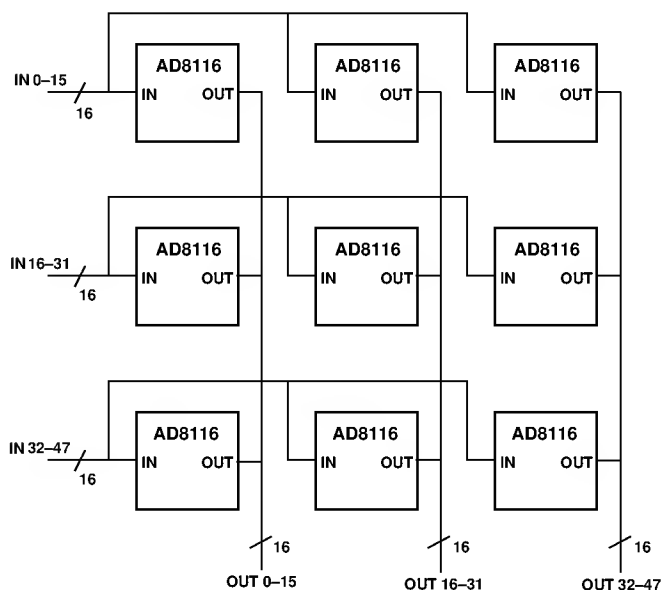 AD8116 AD8116 AD8116
IN 0–15 IN OUT IN OUT IN OUT
16
AD8116 AD8116 AD8116
IN 16–31 IN OUT IN OUT IN OUT
16
AD8116 AD8116 AD8116
IN 32–47 IN OUT IN OUT IN OUT
16
16 16 16
OUT 0–15 OUT 16–31 OUT 32–47